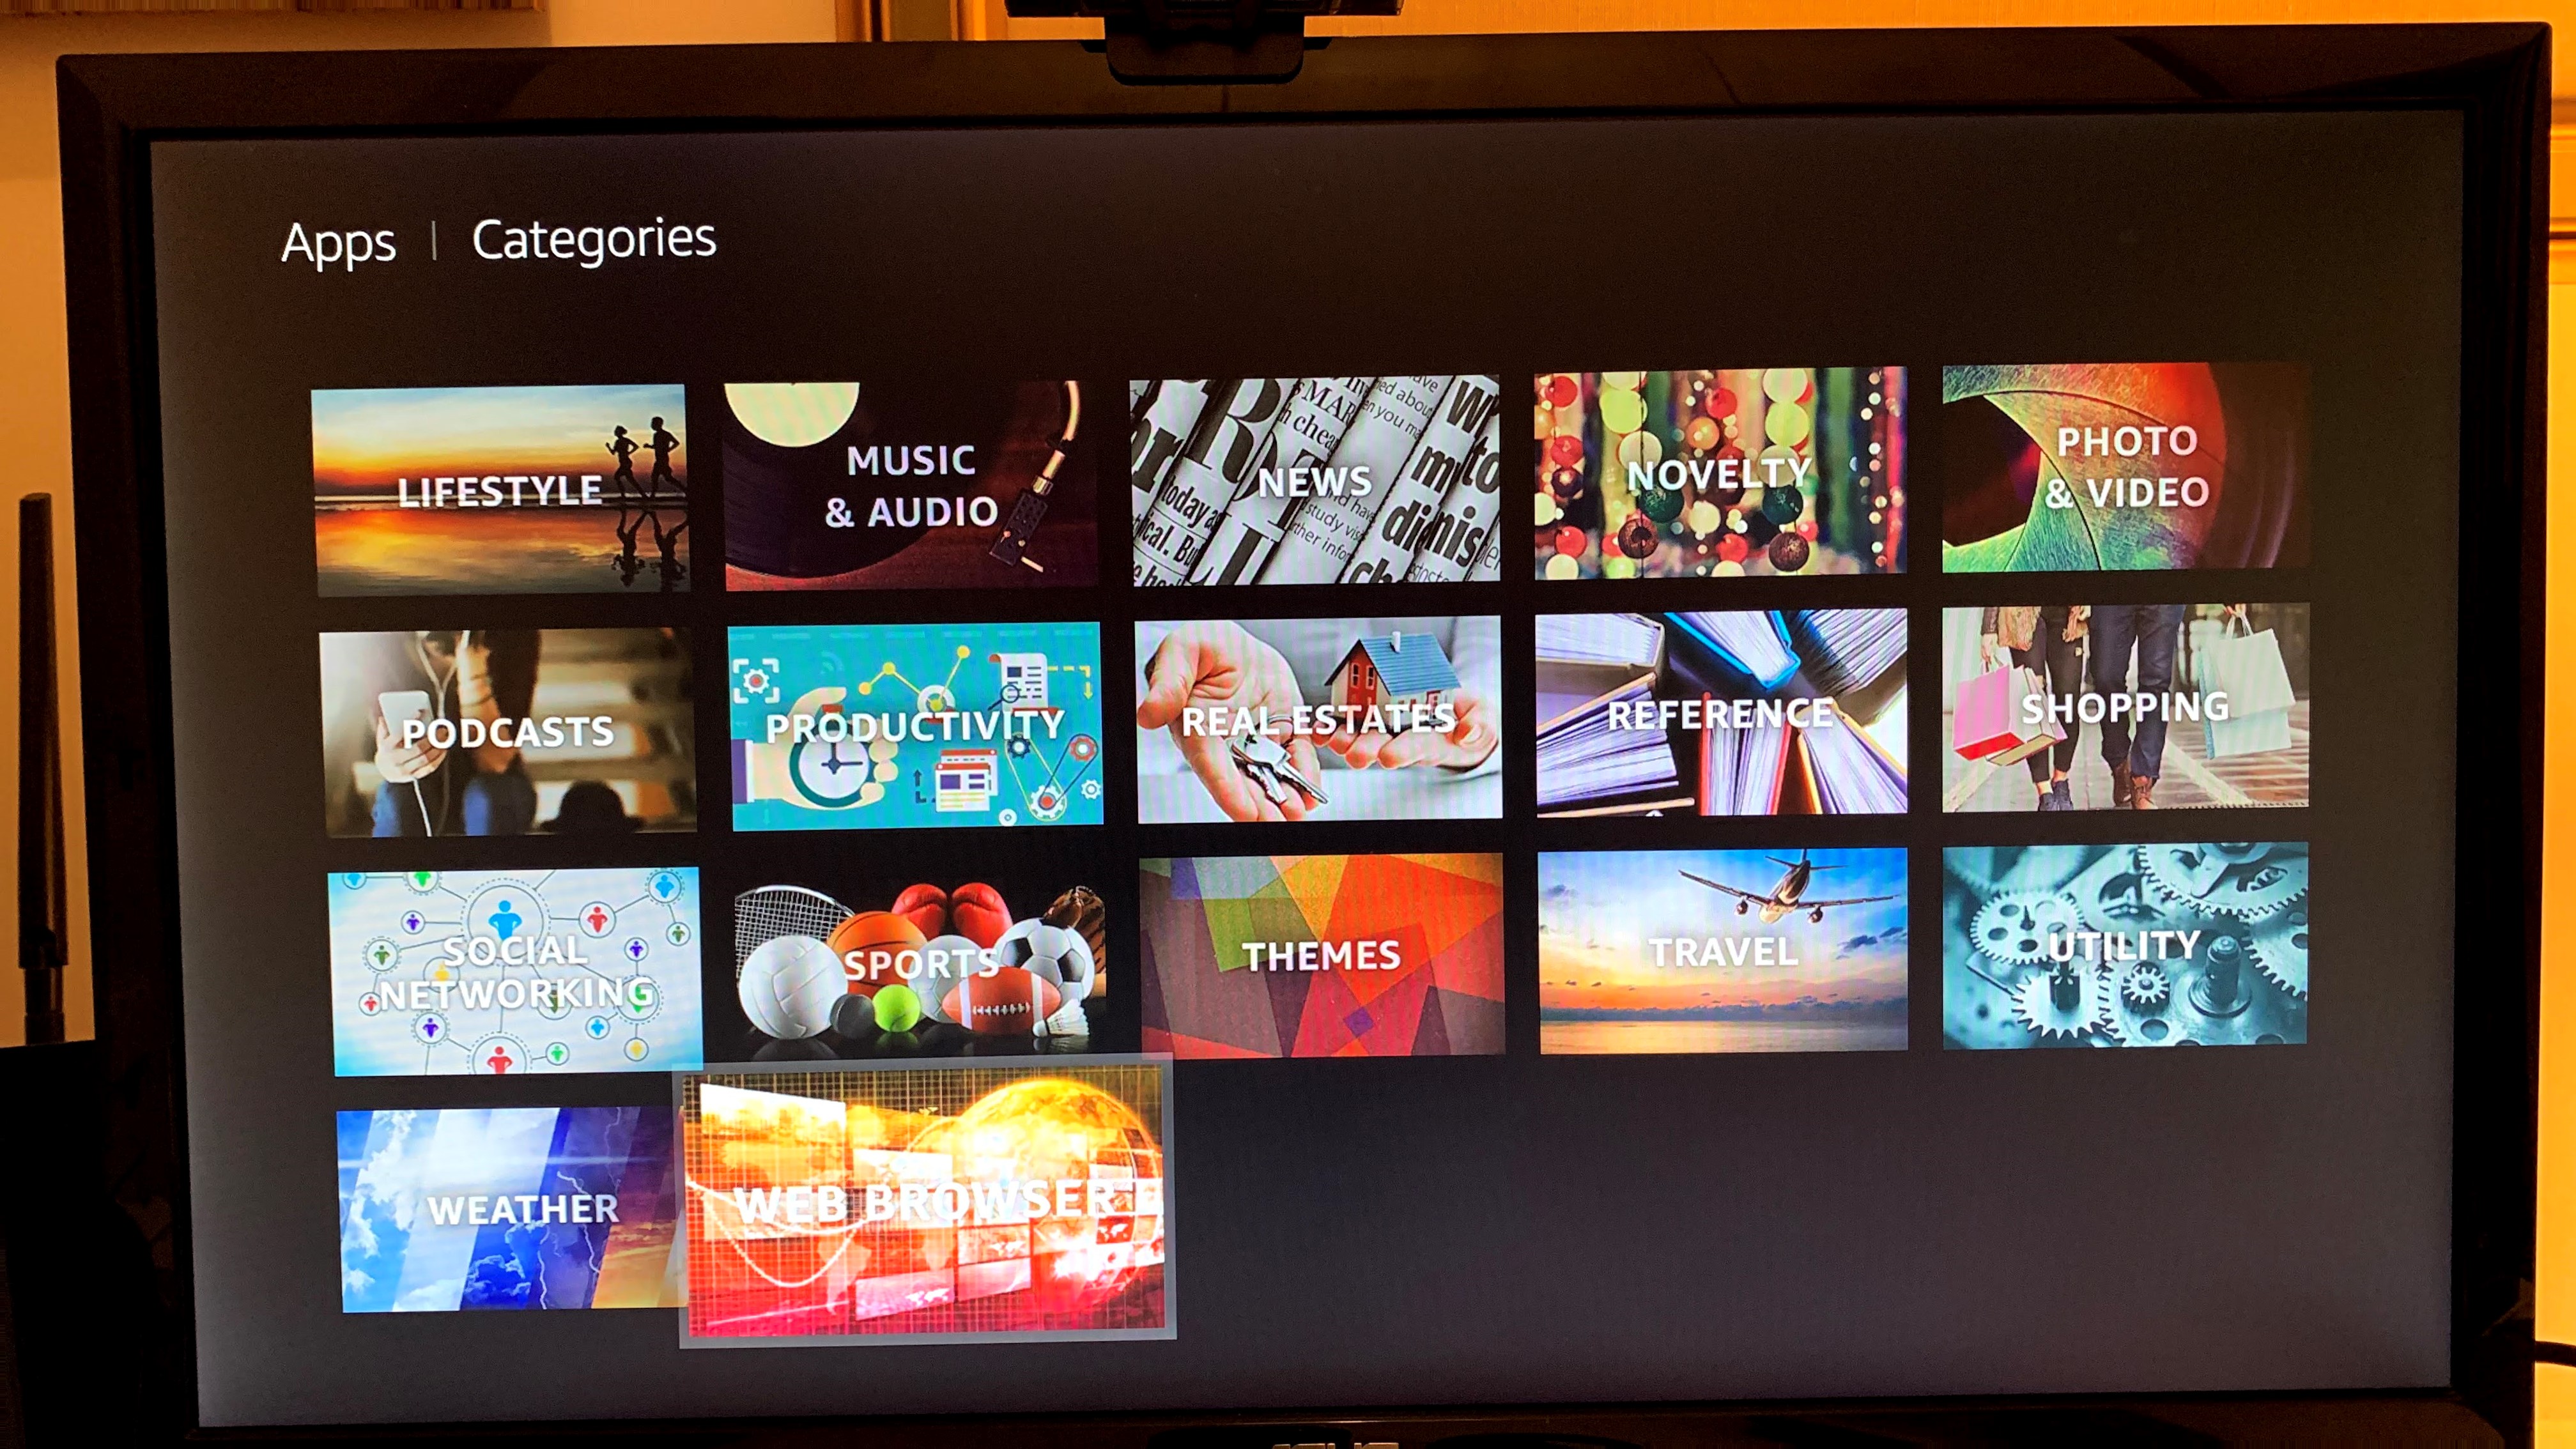 Apps | Categories
LIFESTYLE
MUSIC
& AUDIO
NEWS
NOVELTY
PHOTO
& VIDEO
PODCASTS
PRODUCTIVITY
REAL ESTATES
REFERENCE
SHOPPING
SOCIAL
NETWORKING
SPORTS
THEMES
TRAVEL
UTILITY
WEATHER
WEB BROWSER